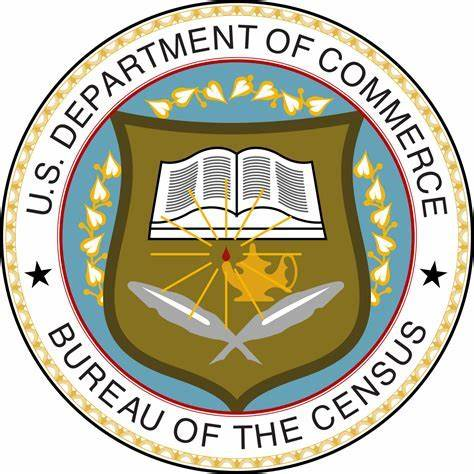 U.S. DEPARTMENT OF COMMERCE
BUREAU OF THE CENSUS